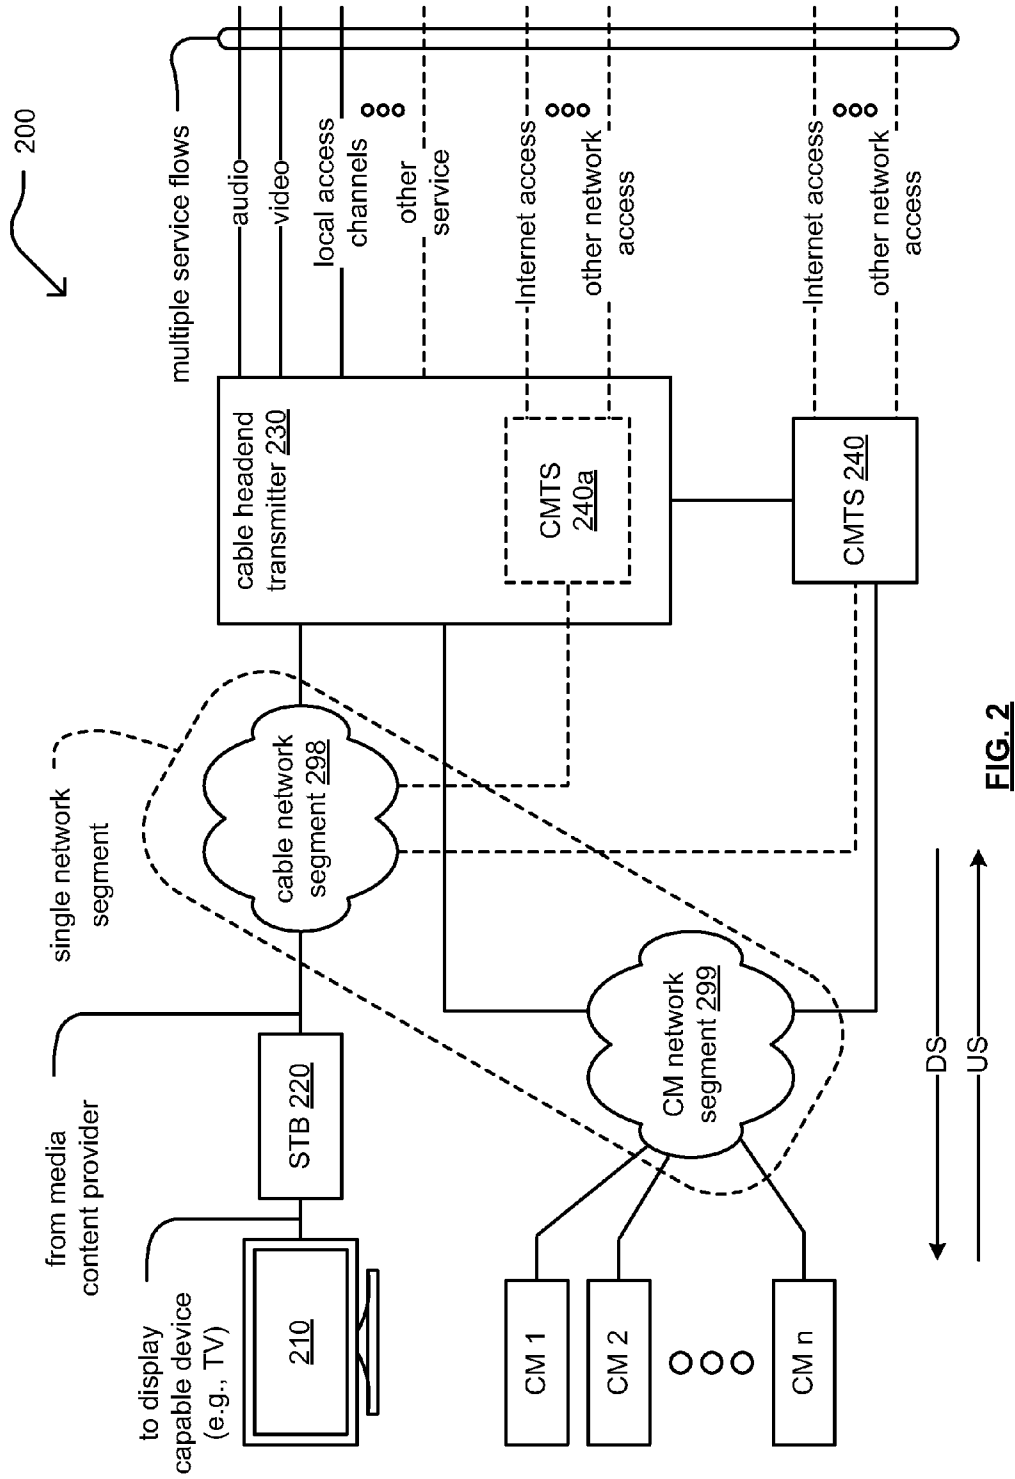 200
multiple service flows
audio
video
local access
channels
other
service
Internet access
other network
access
Internet access
other network
access
cable headend
transmitter 230
CMTS
240a
CMTS 240
single network
segment
cable network
segment 298
CM network
segment 299
from media
content provider
STB 220
to display
capable device
(e.g., TV)
210
CM 1
CM 2
CM n
DS
US
FIG. 2